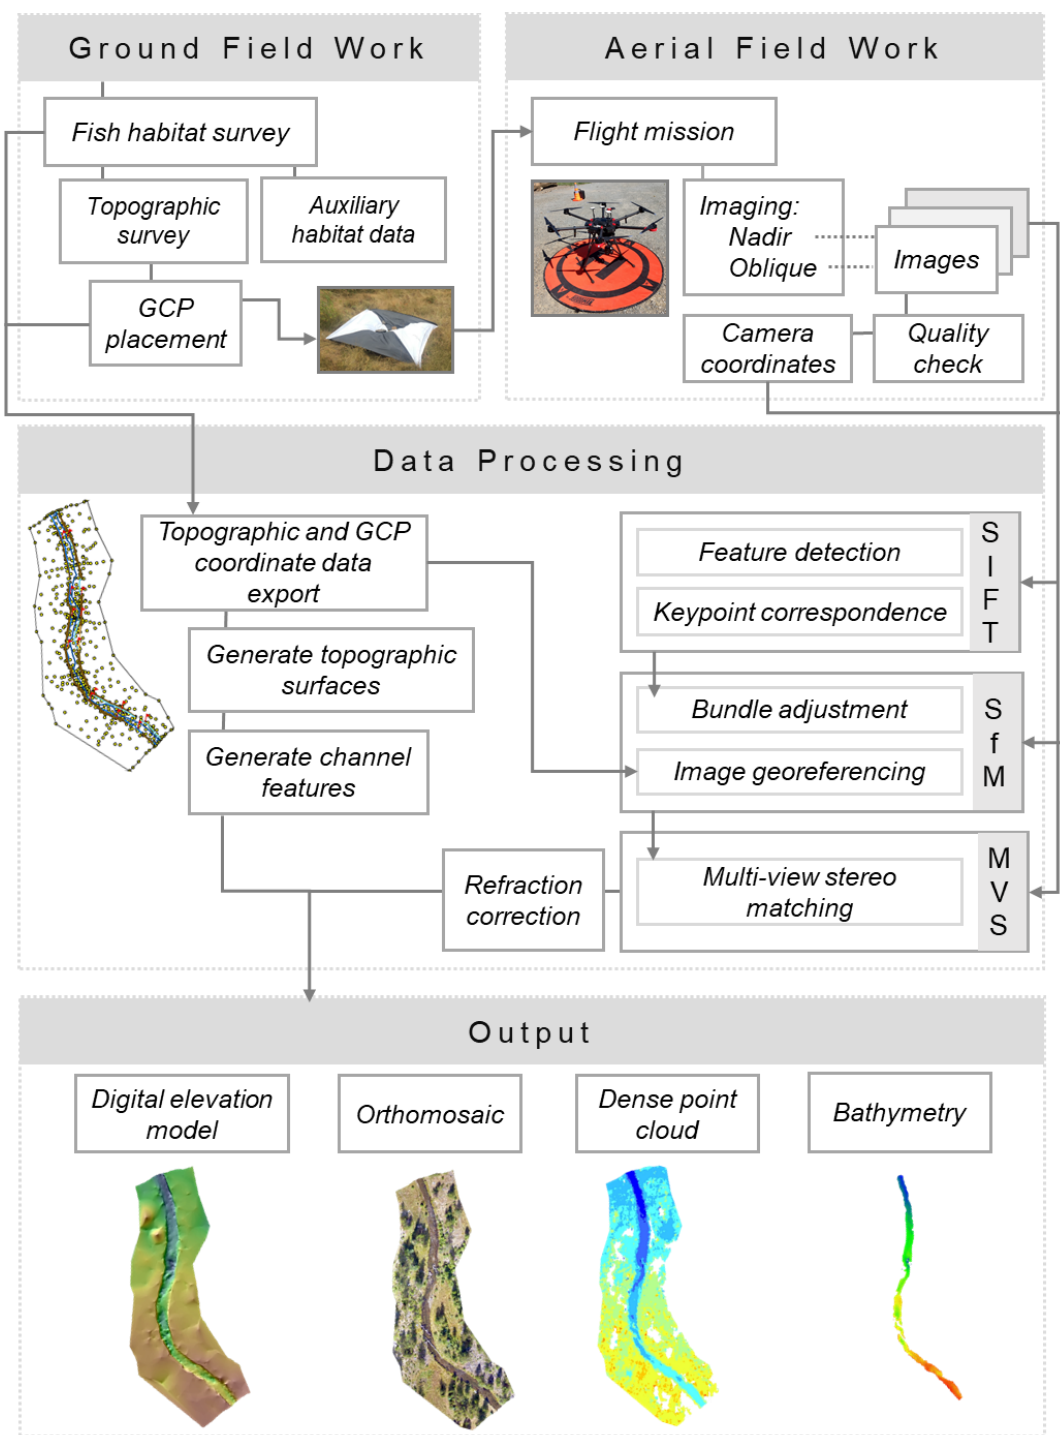 Ground Field Work
Fish habitat survey
Topographic
survey
Auxiliary
habitat data
GCP
placement
Aerial Field Work
Flight mission
Imaging:
Nadir
Oblique
Images
Camera
coordinates
Quality
check
Data Processing
Topographic and GCP
coordinate data
export
Generate topographic
surfaces
Generate channel
features
Feature detection
Keypoint correspondence
SIFT
Bundle adjustment
Image georeferencing
SfM
Refraction
correction
Multi-view stereo
matching
MVS
Output
Digital elevation
model
Orthomosaic
Dense point
cloud
Bathymetry